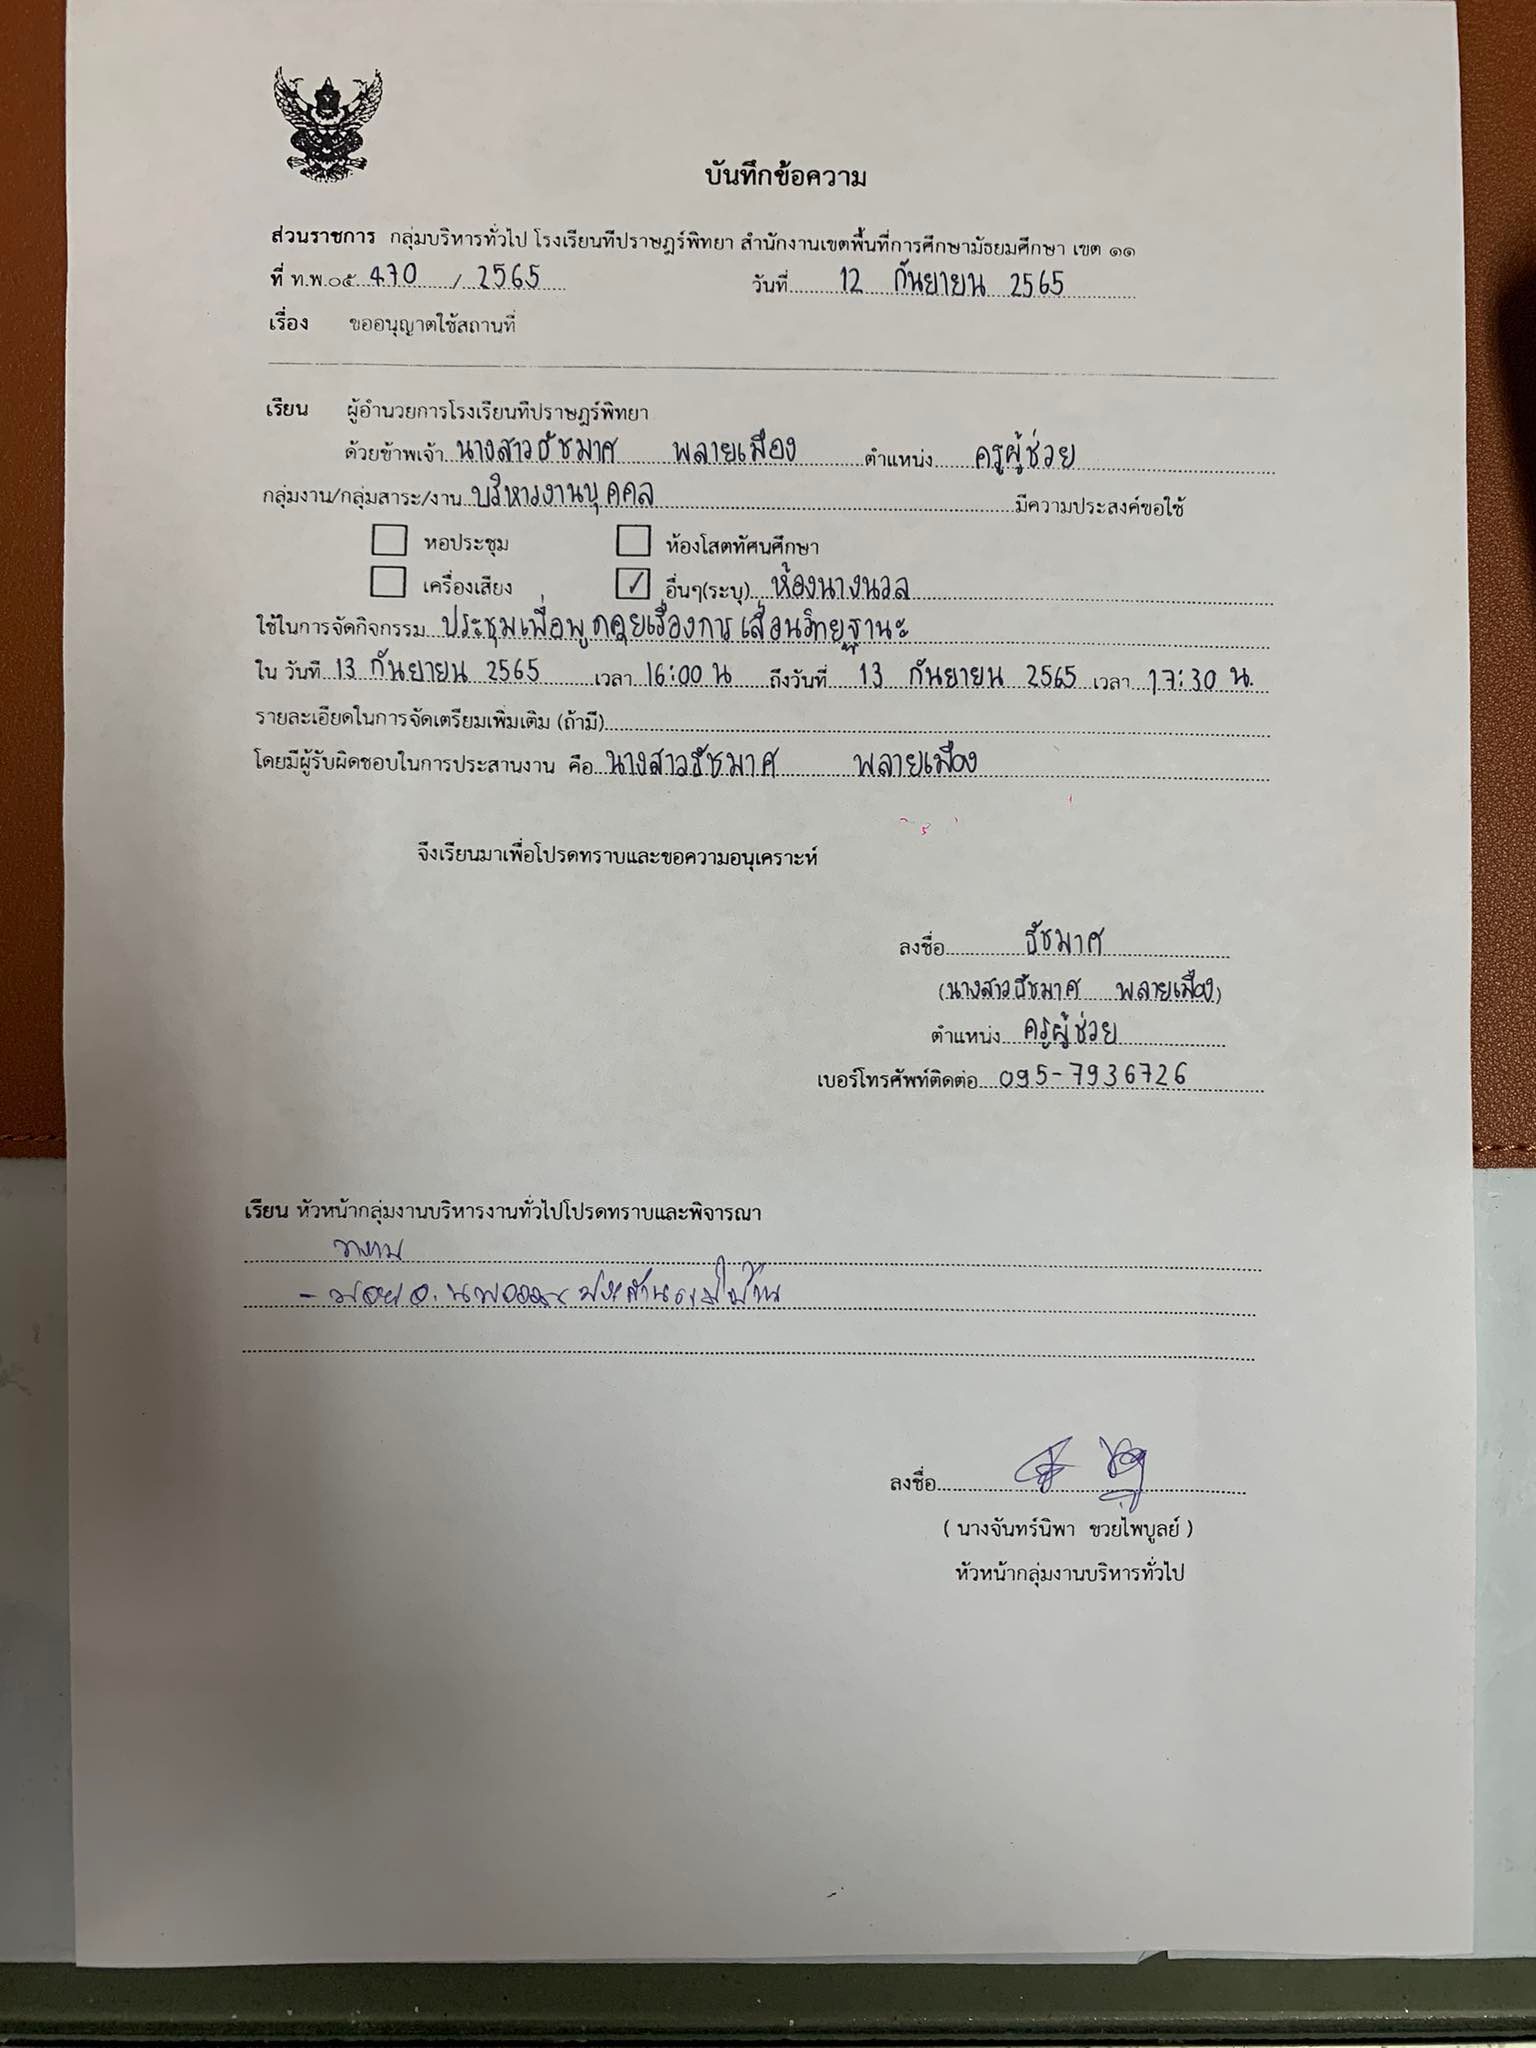 บันทึกข้อความ
ส่วนราชการ กลุ่มบริหารทั่วไป โรงเรียนทีปราษฎร์พิทยา สำนักงานเขตพื้นที่การศึกษามัธยมศึกษา เขต ๑๑
ที่ ท.พ.๐๕ 470 / 2565 วันที่ 12 กันยายน 2565
เรื่อง ขออนุญาตใช้สถานที่
เรียน ผู้อำนวยการโรงเรียนทีปราษฎร์พิทยา
ด้วยข้าพเจ้า นางสาวธัชมาศ พลายเมือง ตำแหน่ง ครูผู้ช่วย
กลุ่มงาน/กลุ่มสาระ/งาน บริหารงานบุคคล มีความประสงค์ขอใช้
หอประชุม ห้องโสตทัศนศึกษา
เครื่องเสียง ✓ อื่นๆ(ระบุ) ห้องนางนวล
ใช้ในการจัดกิจกรรม ประชุมเพื่อพูดคุยเรื่องการเลื่อนวิทยฐานะ
ใน วันที่ 13 กันยายน 2565 เวลา 16:00 น ถึงวันที่ 13 กันยายน 2565 เวลา 17:30 น.
รายละเอียดในการจัดเตรียมเพิ่มเติม (ถ้ามี)
โดยมีผู้รับผิดชอบในการประสานงาน คือ นางสาวธัชมาศ พลายเมือง
จึงเรียนมาเพื่อโปรดทราบและขอความอนุเคราะห์
ลงชื่อ ธัชมาศ
(นางสาวธัชมาศ พลายเมือง)
ตำแหน่ง ครูผู้ช่วย
เบอร์โทรศัพท์ติดต่อ 095-7936726
เรียน หัวหน้ากลุ่มงานบริหารงานทั่วไปโปรดทราบและพิจารณา
ลงชื่อ
( นางจันทร์นิพา ขวยไพบูลย์ )
หัวหน้ากลุ่มงานบริหารทั่วไป